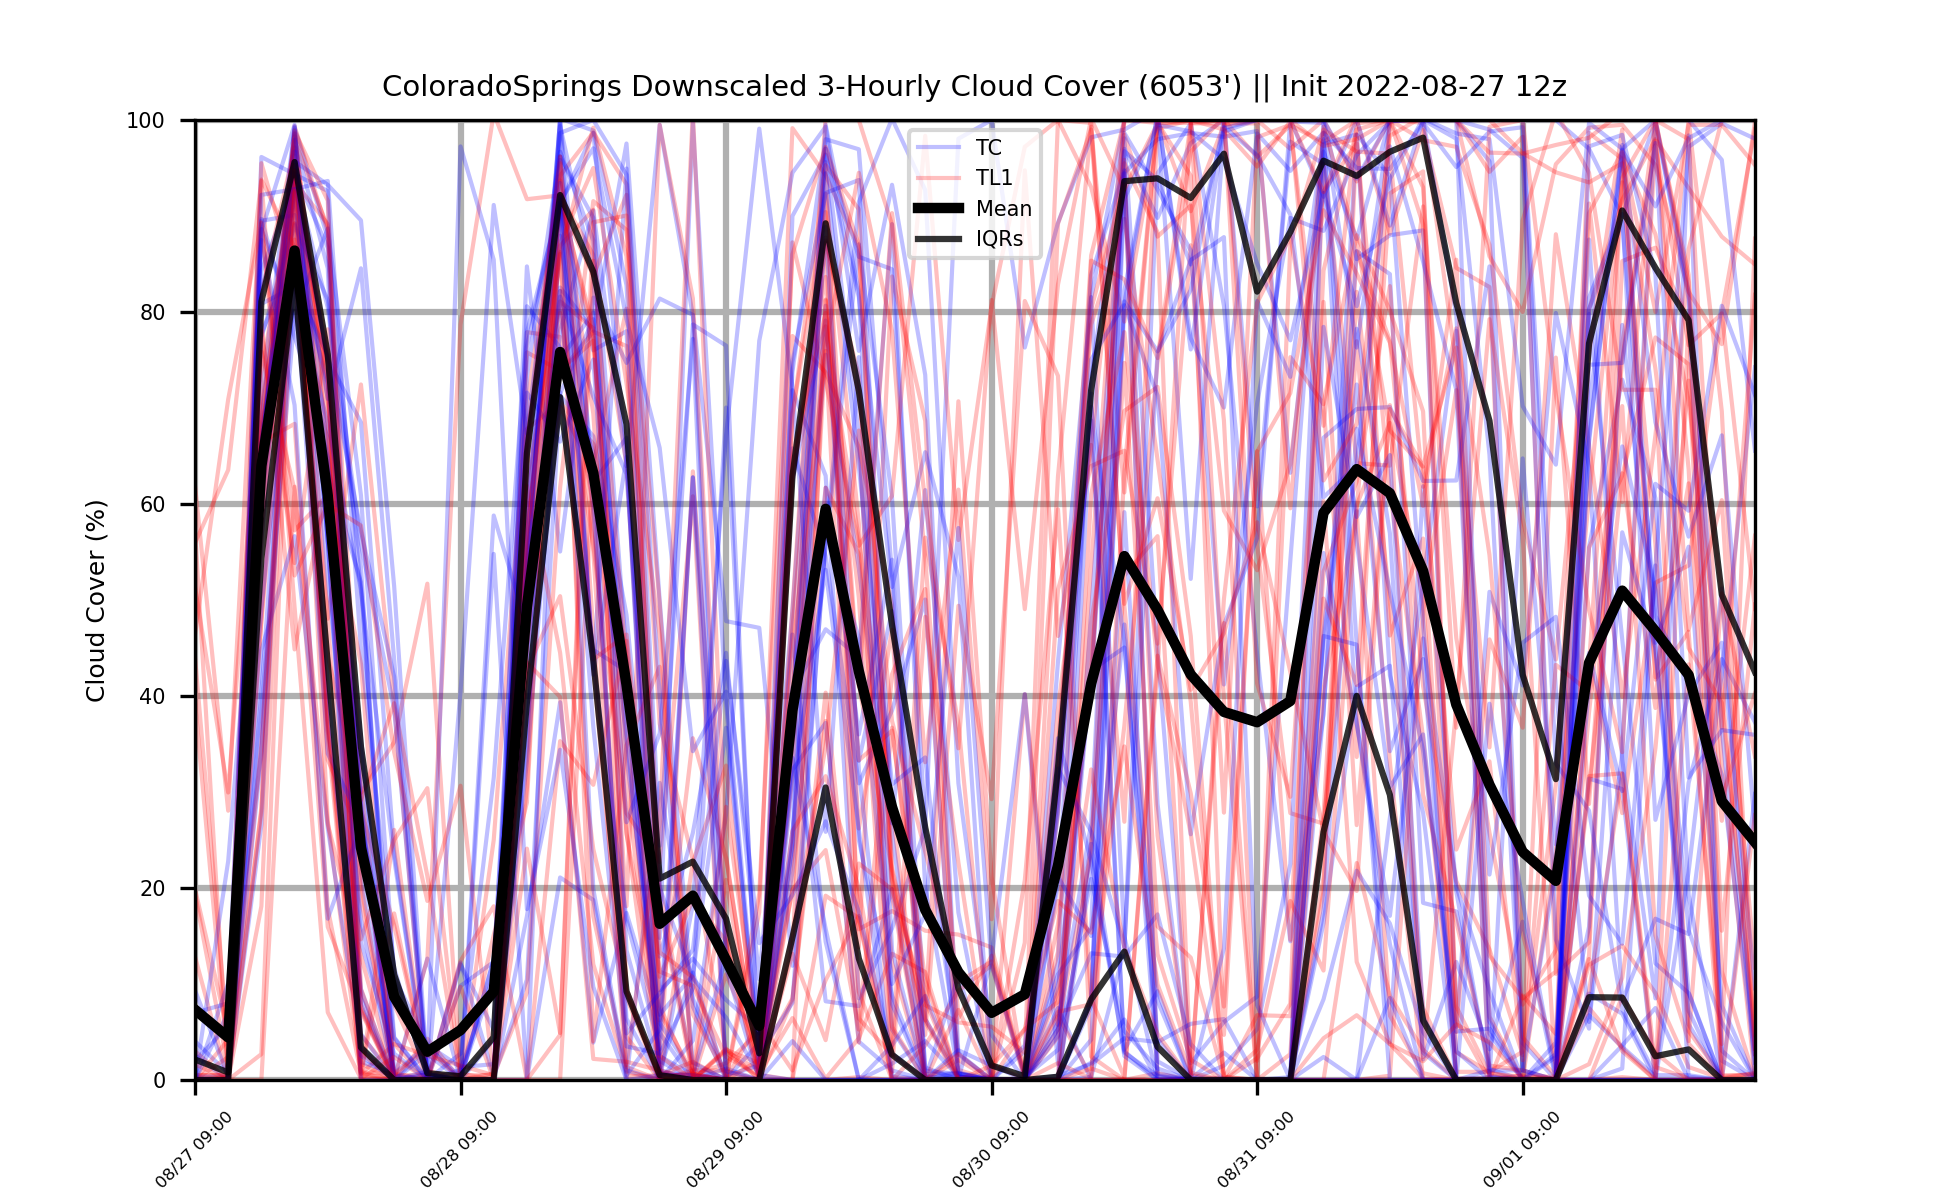 ColoradoSprings Downscaled 3-Hourly Cloud Cover (6053') || Init 2022-08-27 12z
Cloud Cover (%)
100
80
60
40
20
0
TC
TL1
Mean
IQRs
08/27 09:00
08/28 09:00
08/29 09:00
08/30 09:00
08/31 09:00
09/01 09:00